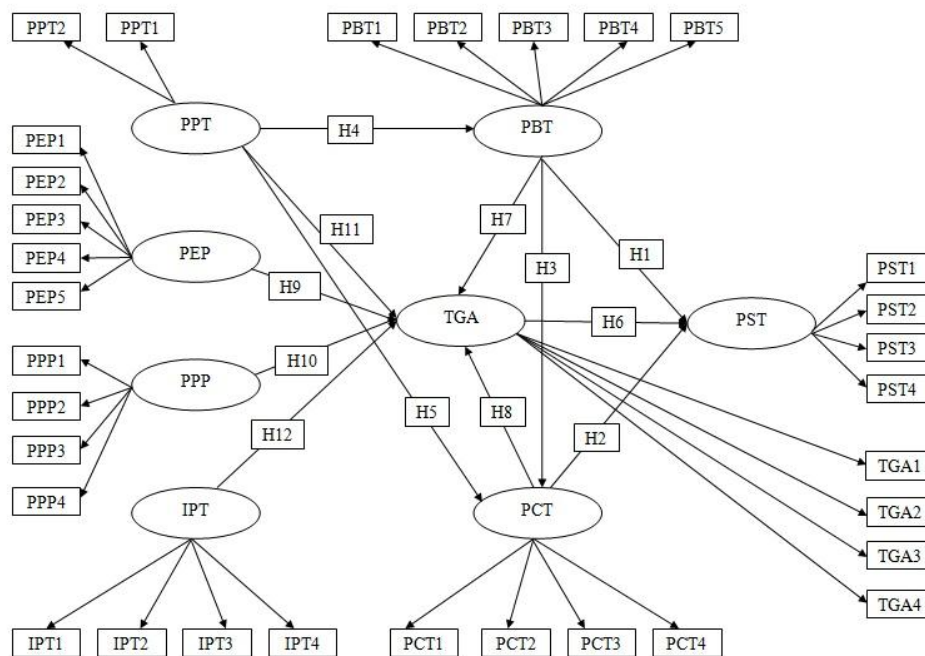 PPT2
PPT1
PBT1
PBT2
PBT3
PBT4
PBT5
PPT
H4
PBT
PEP1
PEP2
PEP3
PEP4
PEP5
PEP
H11
H7
H9
H3
H1
PST1
PST2
PST3
PST4
TGA
H6
PST
PPP1
PPP2
PPP3
PPP4
PPP
H10
H5
H8
H12
H2
TGA1
TGA2
TGA3
TGA4
IPT
PCT
IPT1
IPT2
IPT3
IPT4
PCT1
PCT2
PCT3
PCT4